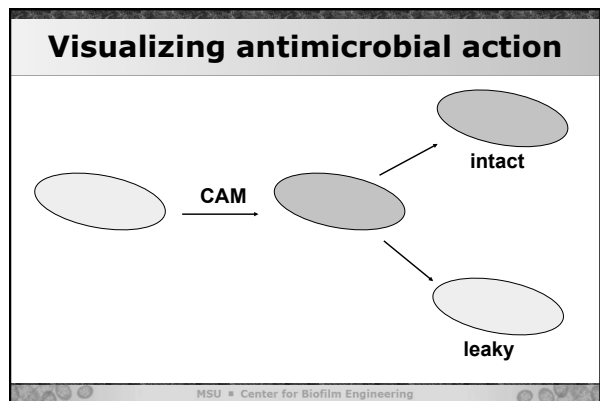 Visualizing antimicrobial action
intact
CAM
leaky
MSU ▪ Center for Biofilm Engineering